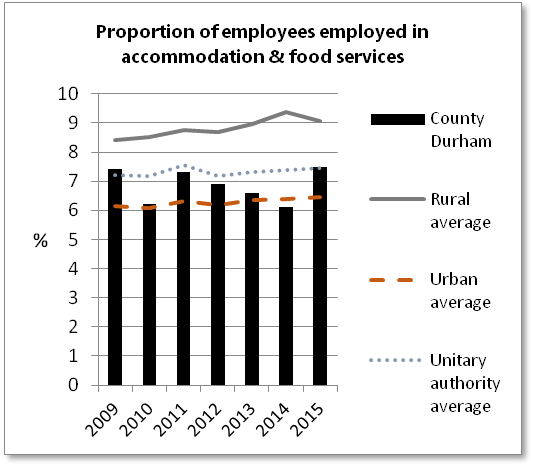 Proportion of employees employed in
accommodation & food services
10
9
8
7
6
5
4
3
2
1
0
%
2009
2010
2011
2012
2013
2014
2015
County
Durham
Rural
average
Urban
average
Unitary
authority
average